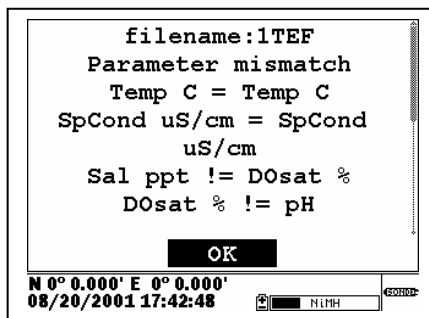 filename:1TEF
Parameter mismatch
Temp C = Temp C
SpCond uS/cm = SpCond
uS/cm
Sal ppt != DOsat %
DOsat % != pH
OK
N 0° 0.000' E 0° 0.000'
08/20/2001 17:42:48
NiMH
SONDE